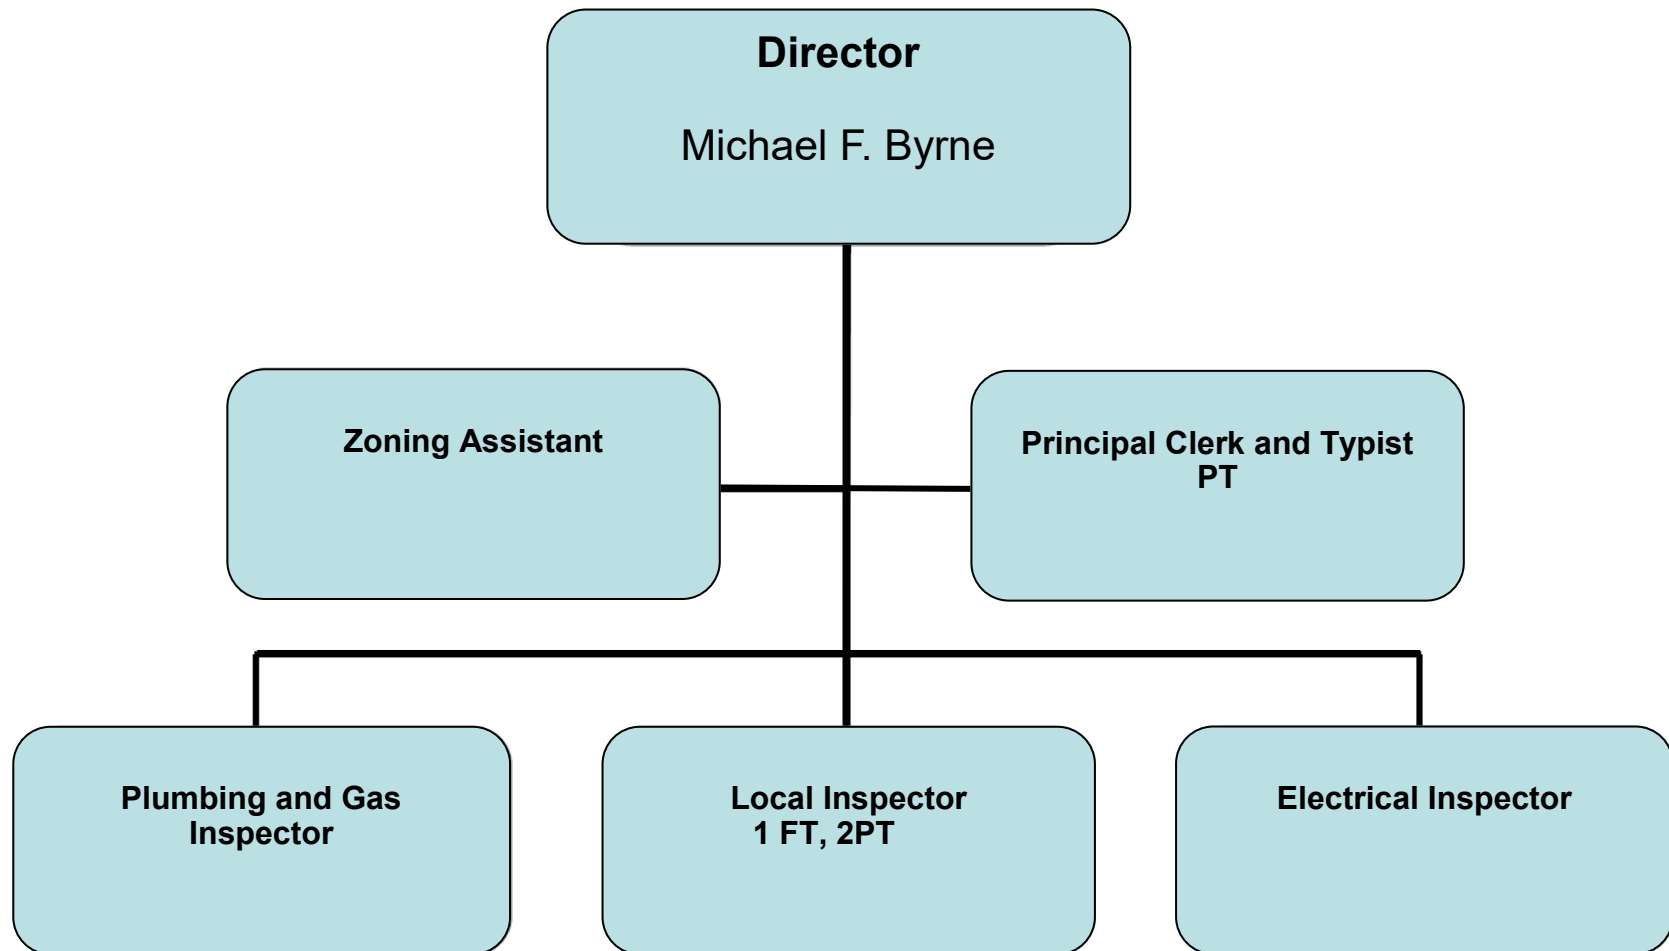 Director
Michael F. Byrne
Zoning Assistant
Principal Clerk and Typist
PT
Plumbing and Gas
Inspector
Local Inspector
1 FT, 2PT
Electrical Inspector